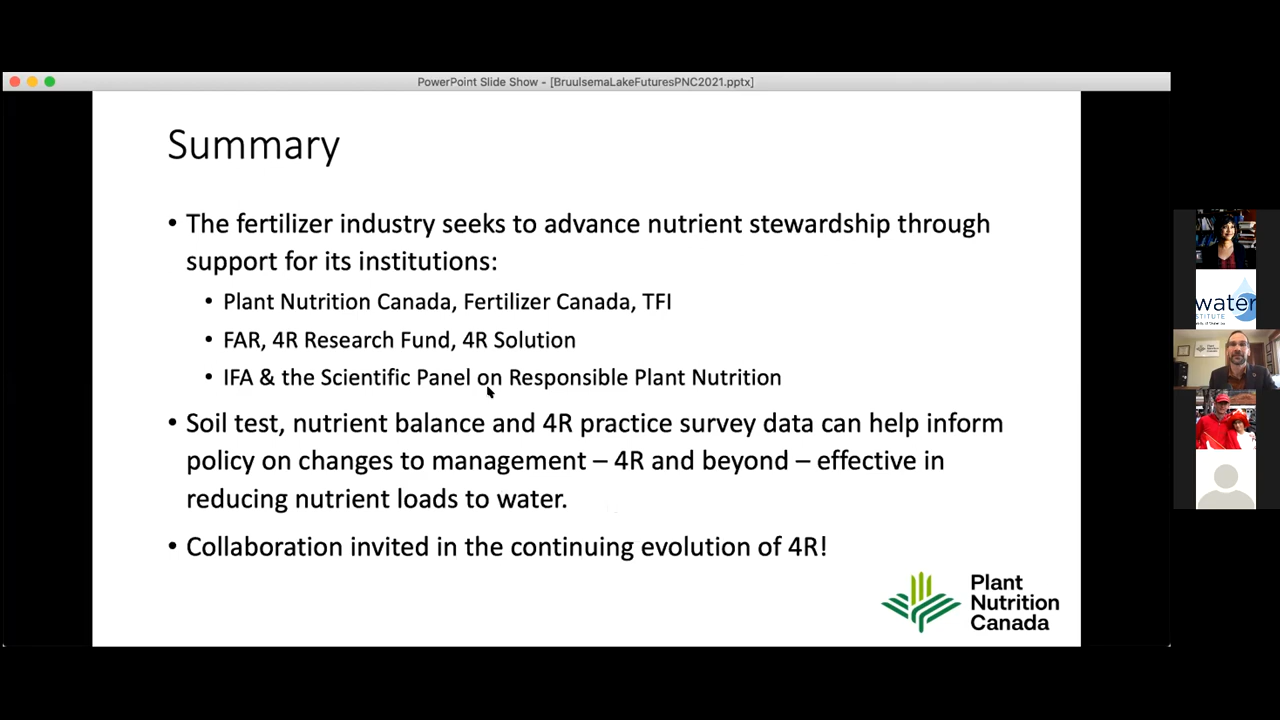 PowerPoint Slide Show - [BruulsemaLakeFuturesPNC2021.pptx]
Summary
• The fertilizer industry seeks to advance nutrient stewardship through
support for its institutions:
• Plant Nutrition Canada, Fertilizer Canada, TFI
• FAR, 4R Research Fund, 4R Solution
• IFA & the Scientific Panel on Responsible Plant Nutrition
• Soil test, nutrient balance and 4R practice survey data can help inform
policy on changes to management – 4R and beyond – effective in
reducing nutrient loads to water.
• Collaboration invited in the continuing evolution of 4R!
Plant
Nutrition
Canada
water